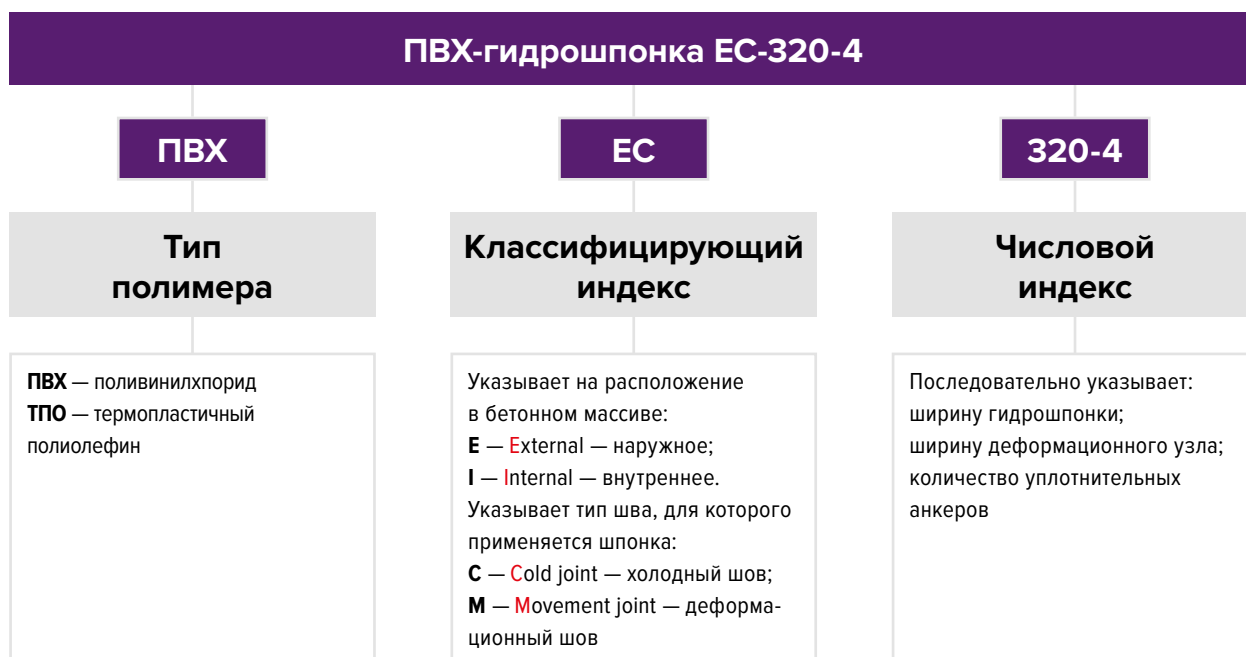 ПВХ-гидрошпонка ЕС-320-4
ПВХ
Тип
полимера
ПВХ — поливинилхпорид
ТПО — термопластичный
полиолефин
ЕС
Классифицирующий
индекс
Указывает на расположение
в бетонном массиве:
E — External — наружное;
I — Internal — внутреннее.
Указывает тип шва, для которого
применяется шпонка:
C — Cold joint — холодный шов;
M — Movement joint — деформа-
ционный шов
320-4
Числовой
индекс
Последовательно указывает:
ширину гидрошпонки;
ширину деформационного узла;
количество уплотнительных
анкеров